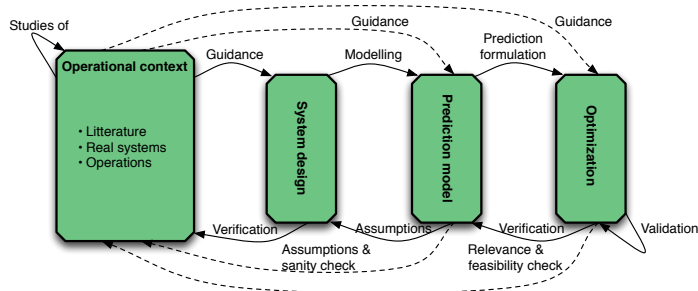 Guidance
Guidance
Studies of
Operational context
• Litterature
• Real systems
• Operations
Guidance
System design
Modelling
Prediction model
Prediction
formulation
Optimization
Verification
Assumptions
Verification
Validation
Assumptions &
sanity check
Relevance &
feasibility check